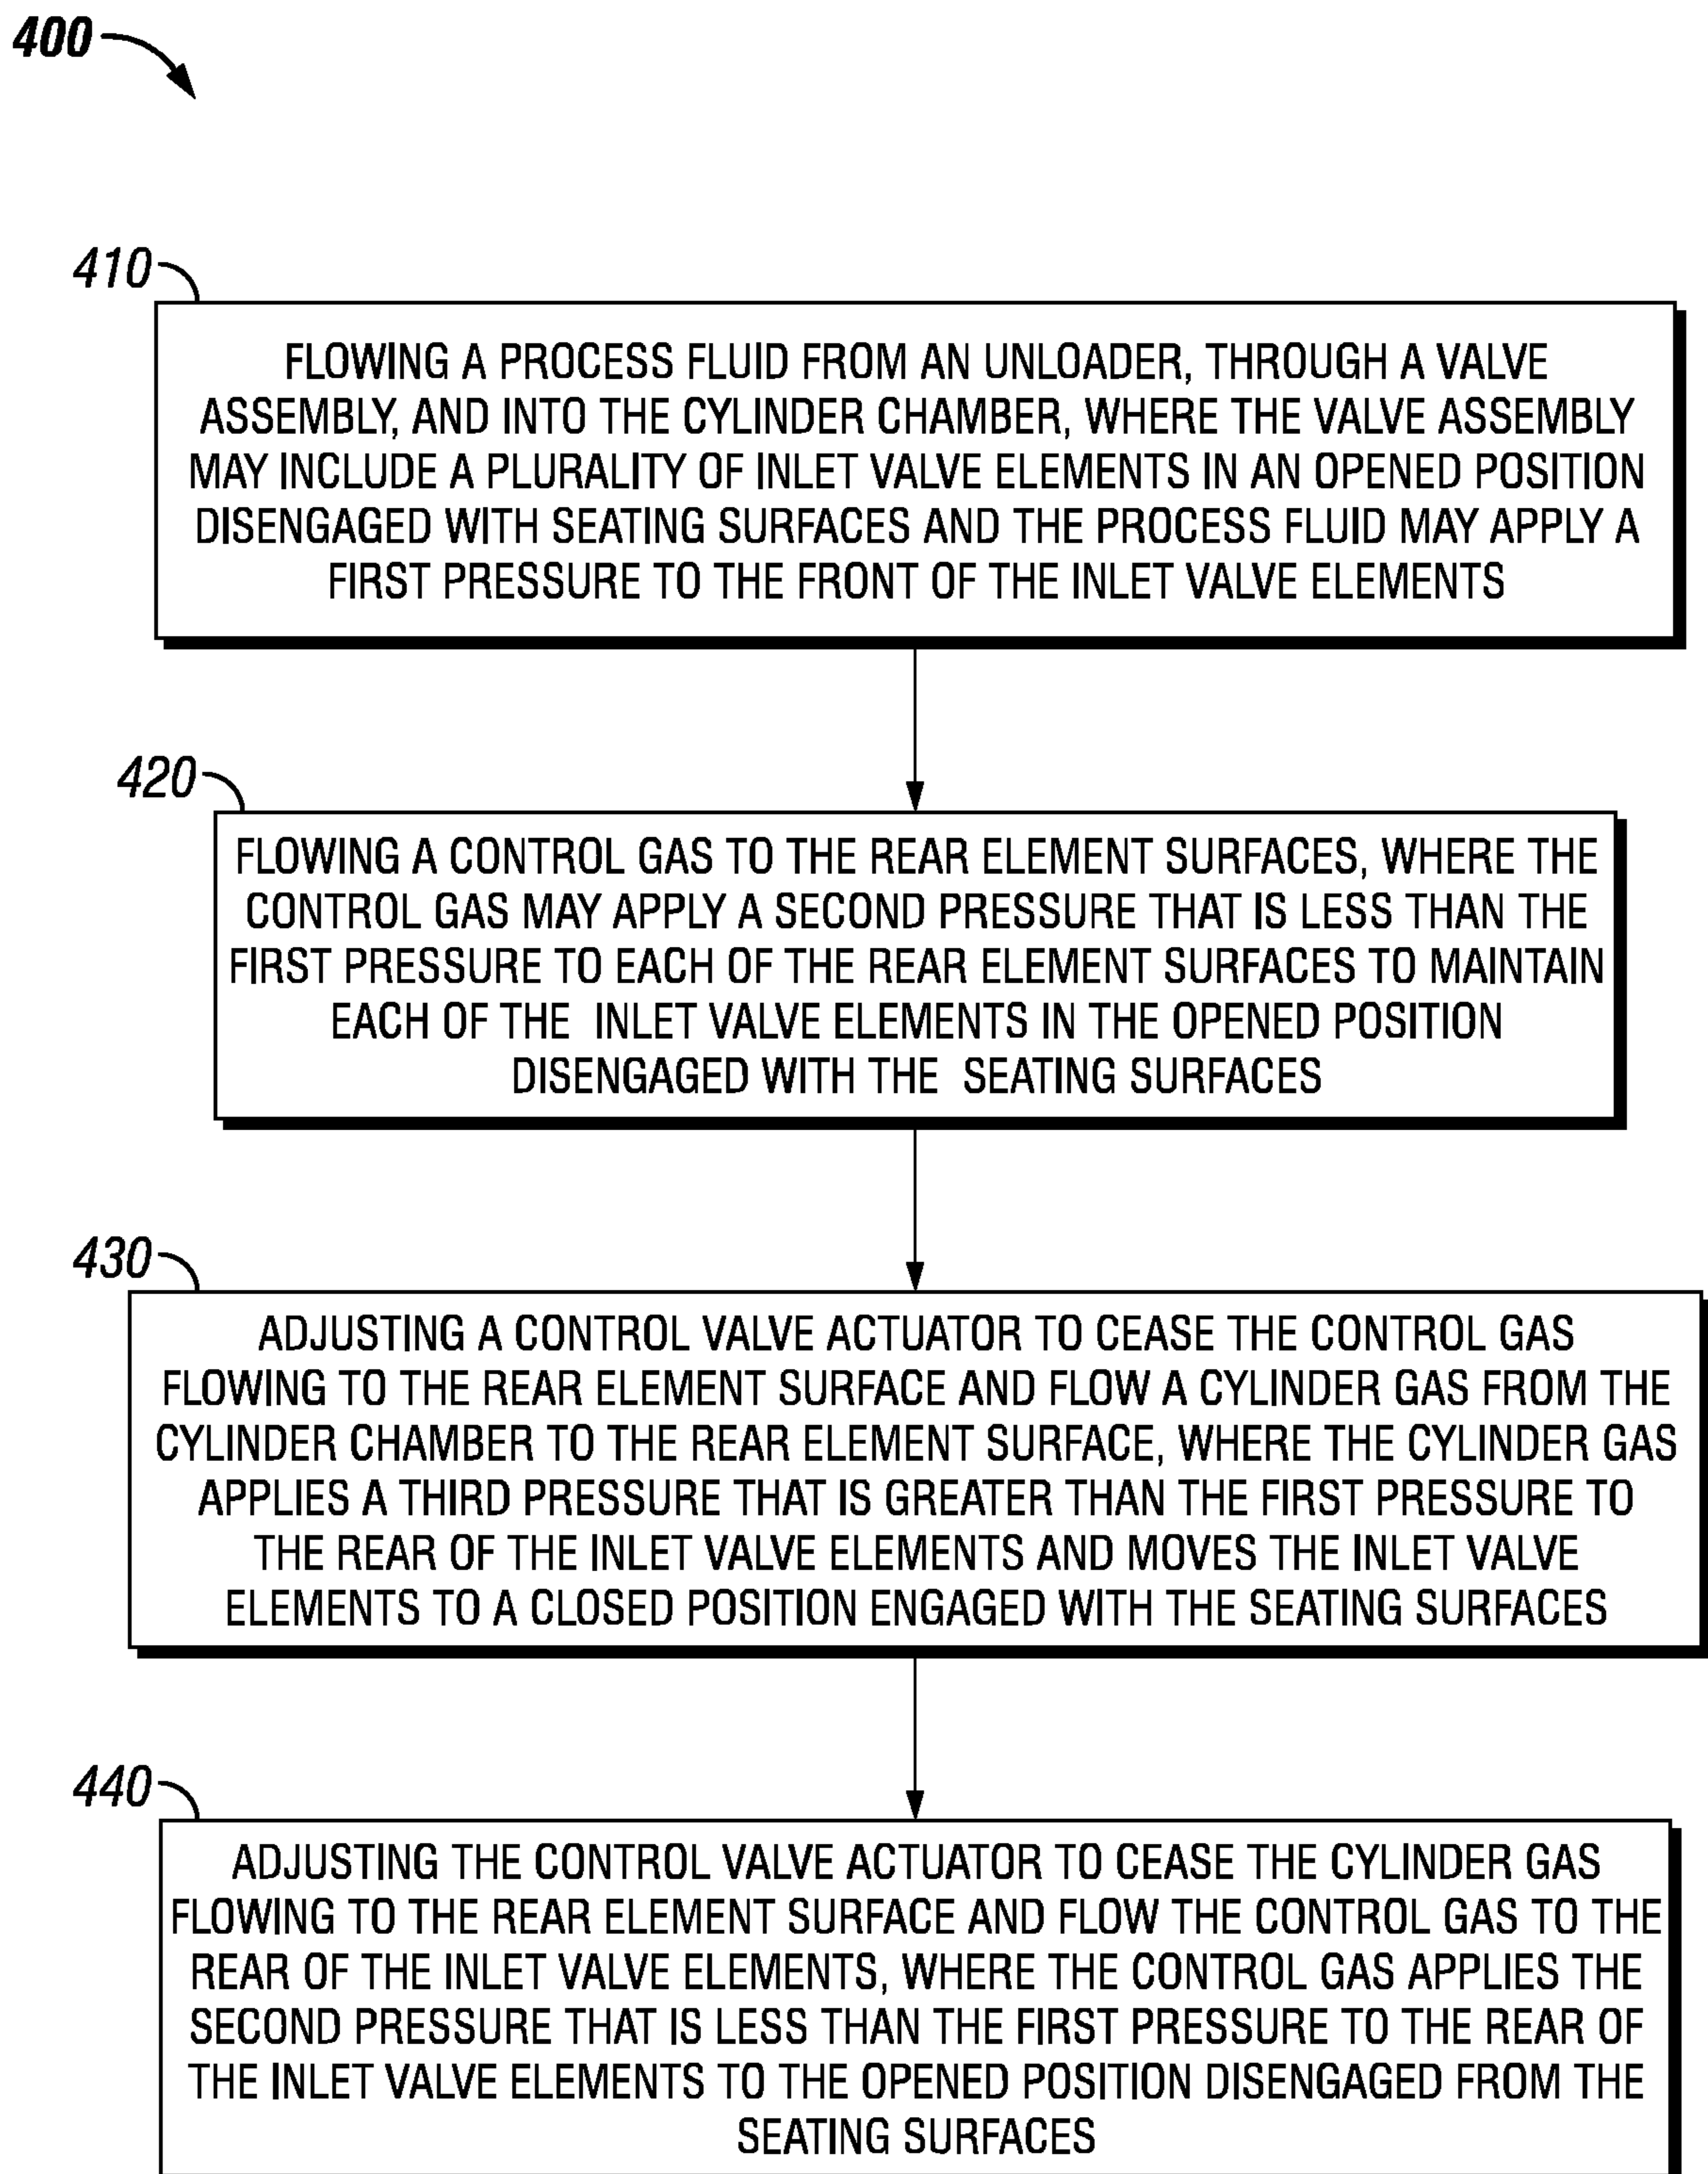 400
410
FLOWING A PROCESS FLUID FROM AN UNLOADER, THROUGH A VALVE
ASSEMBLY, AND INTO THE CYLINDER CHAMBER, WHERE THE VALVE ASSEMBLY
MAY INCLUDE A PLURALITY OF INLET VALVE ELEMENTS IN AN OPENED POSITION
DISENGAGED WITH SEATING SURFACES AND THE PROCESS FLUID MAY APPLY A
FIRST PRESSURE TO THE FRONT OF THE INLET VALVE ELEMENTS
420
FLOWING A CONTROL GAS TO THE REAR ELEMENT SURFACES, WHERE THE
CONTROL GAS MAY APPLY A SECOND PRESSURE THAT IS LESS THAN THE
FIRST PRESSURE TO EACH OF THE REAR ELEMENT SURFACES TO MAINTAIN
EACH OF THE INLET VALVE ELEMENTS IN THE OPENED POSITION
DISENGAGED WITH THE SEATING SURFACES
430
ADJUSTING A CONTROL VALVE ACTUATOR TO CEASE THE CONTROL GAS
FLOWING TO THE REAR ELEMENT SURFACE AND FLOW A CYLINDER GAS FROM THE
CYLINDER CHAMBER TO THE REAR ELEMENT SURFACE, WHERE THE CYLINDER GAS
APPLIES A THIRD PRESSURE THAT IS GREATER THAN THE FIRST PRESSURE TO
THE REAR OF THE INLET VALVE ELEMENTS AND MOVES THE INLET VALVE
ELEMENTS TO A CLOSED POSITION ENGAGED WITH THE SEATING SURFACES
440
ADJUSTING THE CONTROL VALVE ACTUATOR TO CEASE THE CYLINDER GAS
FLOWING TO THE REAR ELEMENT SURFACE AND FLOW THE CONTROL GAS TO THE
REAR OF THE INLET VALVE ELEMENTS, WHERE THE CONTROL GAS APPLIES THE
SECOND PRESSURE THAT IS LESS THAN THE FIRST PRESSURE TO THE REAR OF
THE INLET VALVE ELEMENTS TO THE OPENED POSITION DISENGAGED FROM THE
SEATING SURFACES